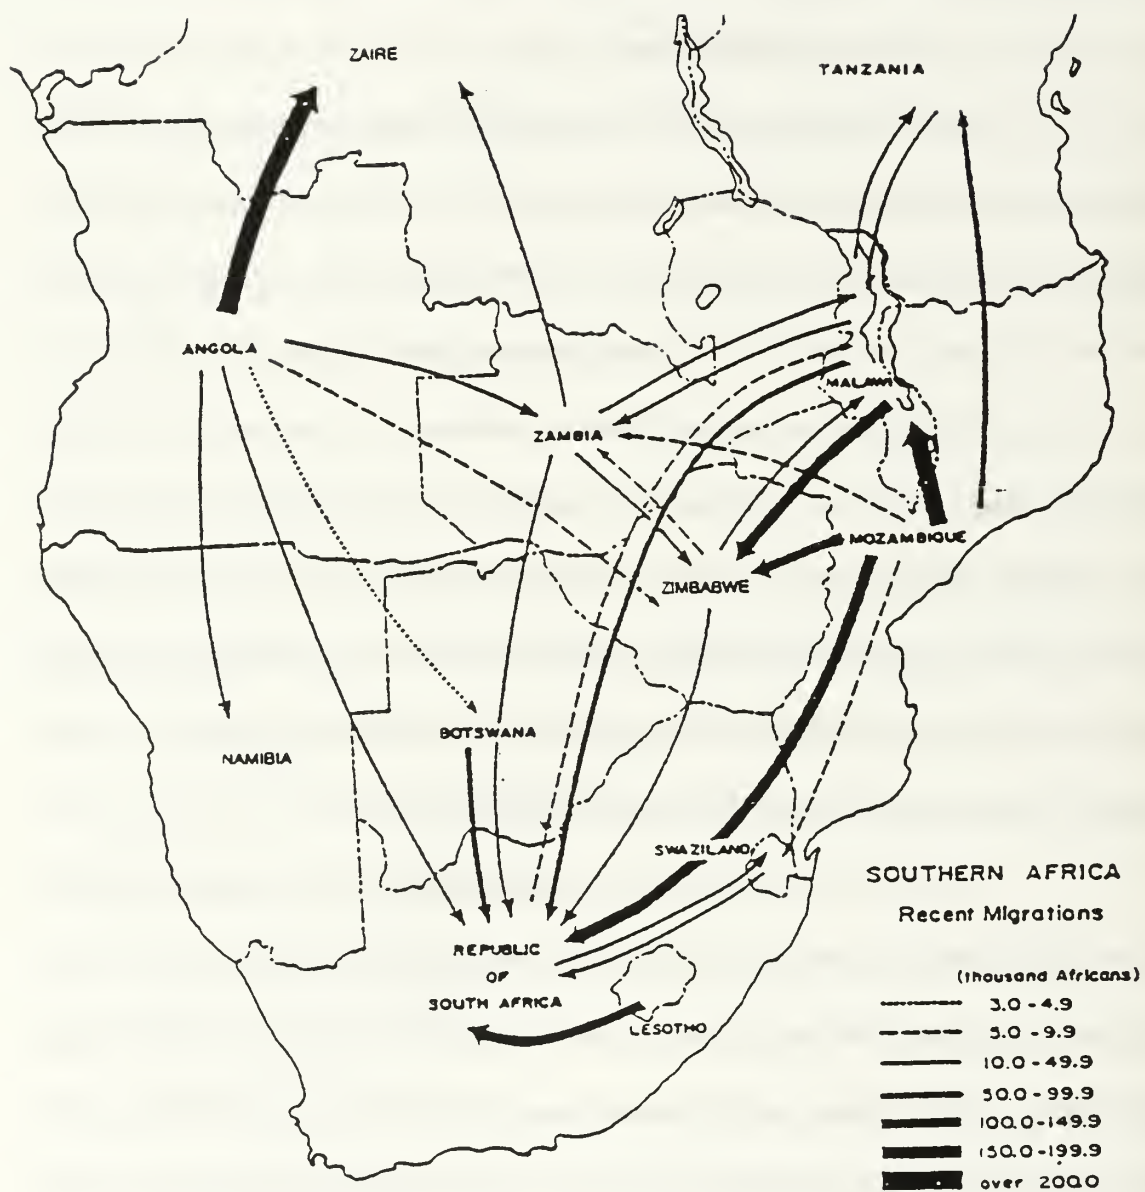 ZAIRE
TANZANIA
ANGOLA
MALAWI
ZAMBIA
MOZAMBIQUE
ZIMBABWE
BOTSWANA
NAMIBIA
SWAZILAND
SOUTHERN AFRICA
Recent Migrations
REPUBLIC
OF
SOUTH AFRICA
LESOTHO
(thousand Africans)
3.0-4.9
5.0-9.9
10.0-49.9
50.0-99.9
100.0-149.9
150.0-199.9
over 200.0